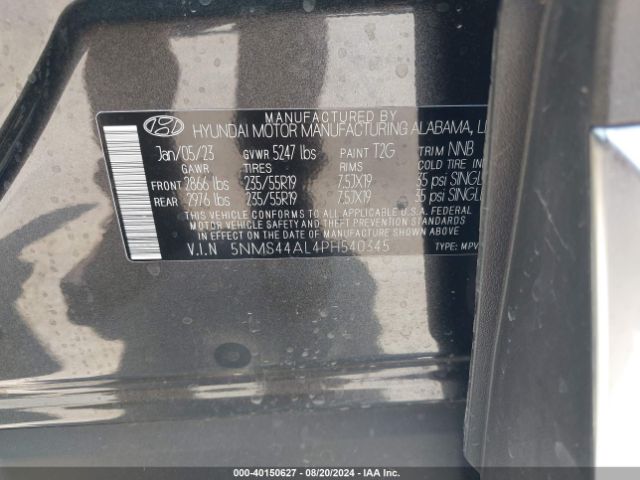 MANUFACTURED BY
HYUNDAI MOTOR MANUFACTURING ALABAMA,
Jan/05/23 GVWR 5247 lbs PAINT T2G TRIM NNB
GAWR TIRES RIMS COLD TIRE
FRONT 2866 lbs 235/55R19 7.5JX19 35 psi SINGLE
REAR 2976 lbs 235/55R19 7.5JX19 35 psi SINGLE
THIS VEHICLE CONFORMS TO ALL APPLICABLE U.S.A. FEDERAL
MOTOR VEHICLE SAFETY AND THEFT PREVENTION STANDARDS
IN EFFECT ON THE DATE OF MANUFACTURE SHOWN ABOVE.
V.I.N 5NMS44AL4PH540345 TYPE: MPV
000-40150627 - 08/20/2024 - IAA Inc.